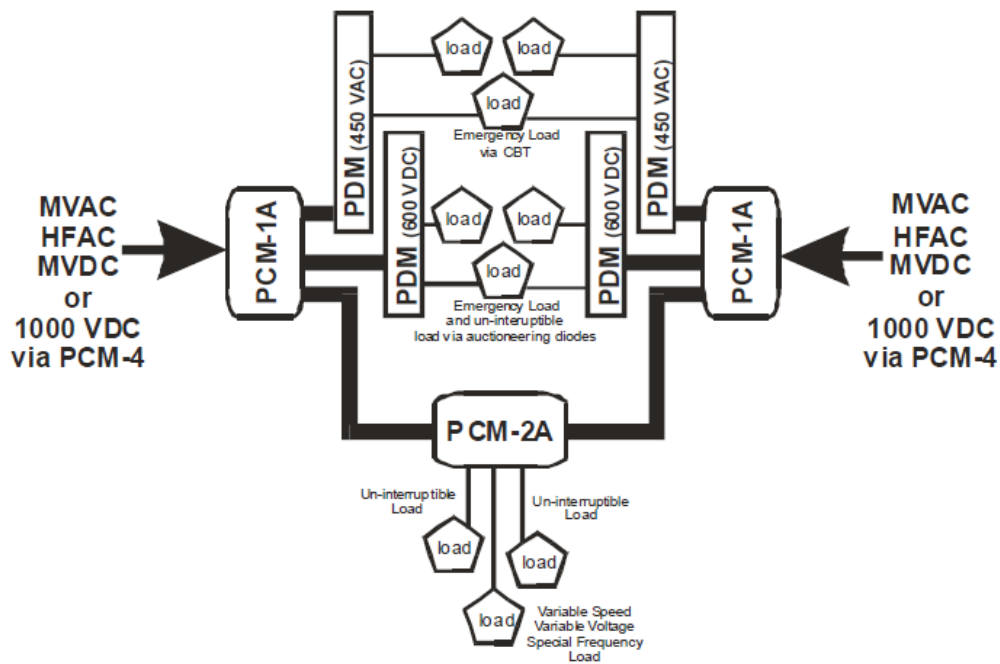 PDM (450 VAC)
load
load
PDM (450 VAC)
load
Emergency Load
via CBT
PDM (600 VDC)
PDM (600 VDC)
MVAC
HFAC
MVDC
or
1000 VDC
via PCM-4
PCM-1A
load
load
PCM-1A
MVAC
HFAC
MVDC
or
1000 VDC
via PCM-4
load
Emergency Load
and un-interuptible
load via auctioneering diodes
PCM-2A
Un-interruptible
Load
Un-interruptible
Load
load
load
load
Variable Speed
Variable Voltage
Special Frequency
Load